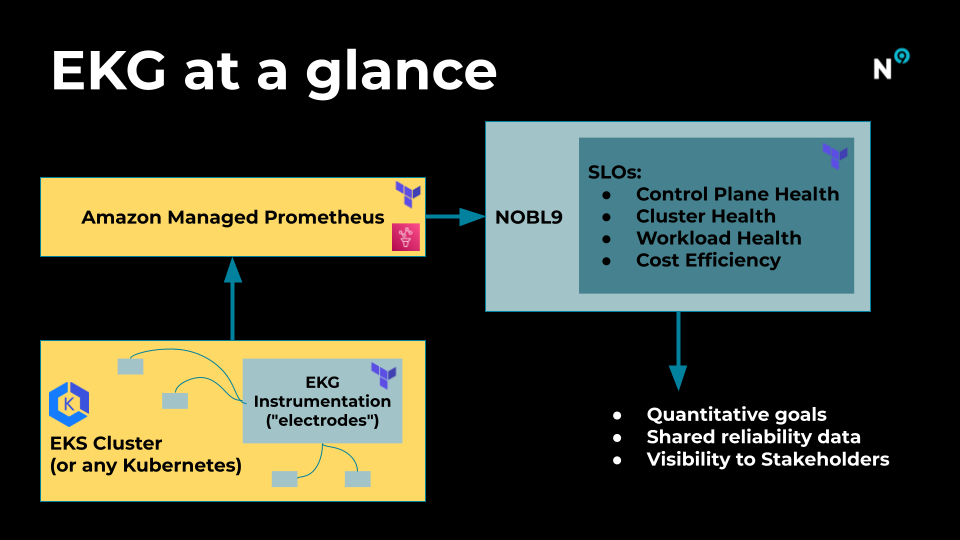 EKG at a glance
N9
Amazon Managed Prometheus
NOBL9
SLOs:
● Control Plane Health
● Cluster Health
● Workload Health
● Cost Efficiency
K
EKS Cluster
(or any Kubernetes)
EKG
Instrumentation
("electrodes")
● Quantitative goals
● Shared reliability data
● Visibility to Stakeholders